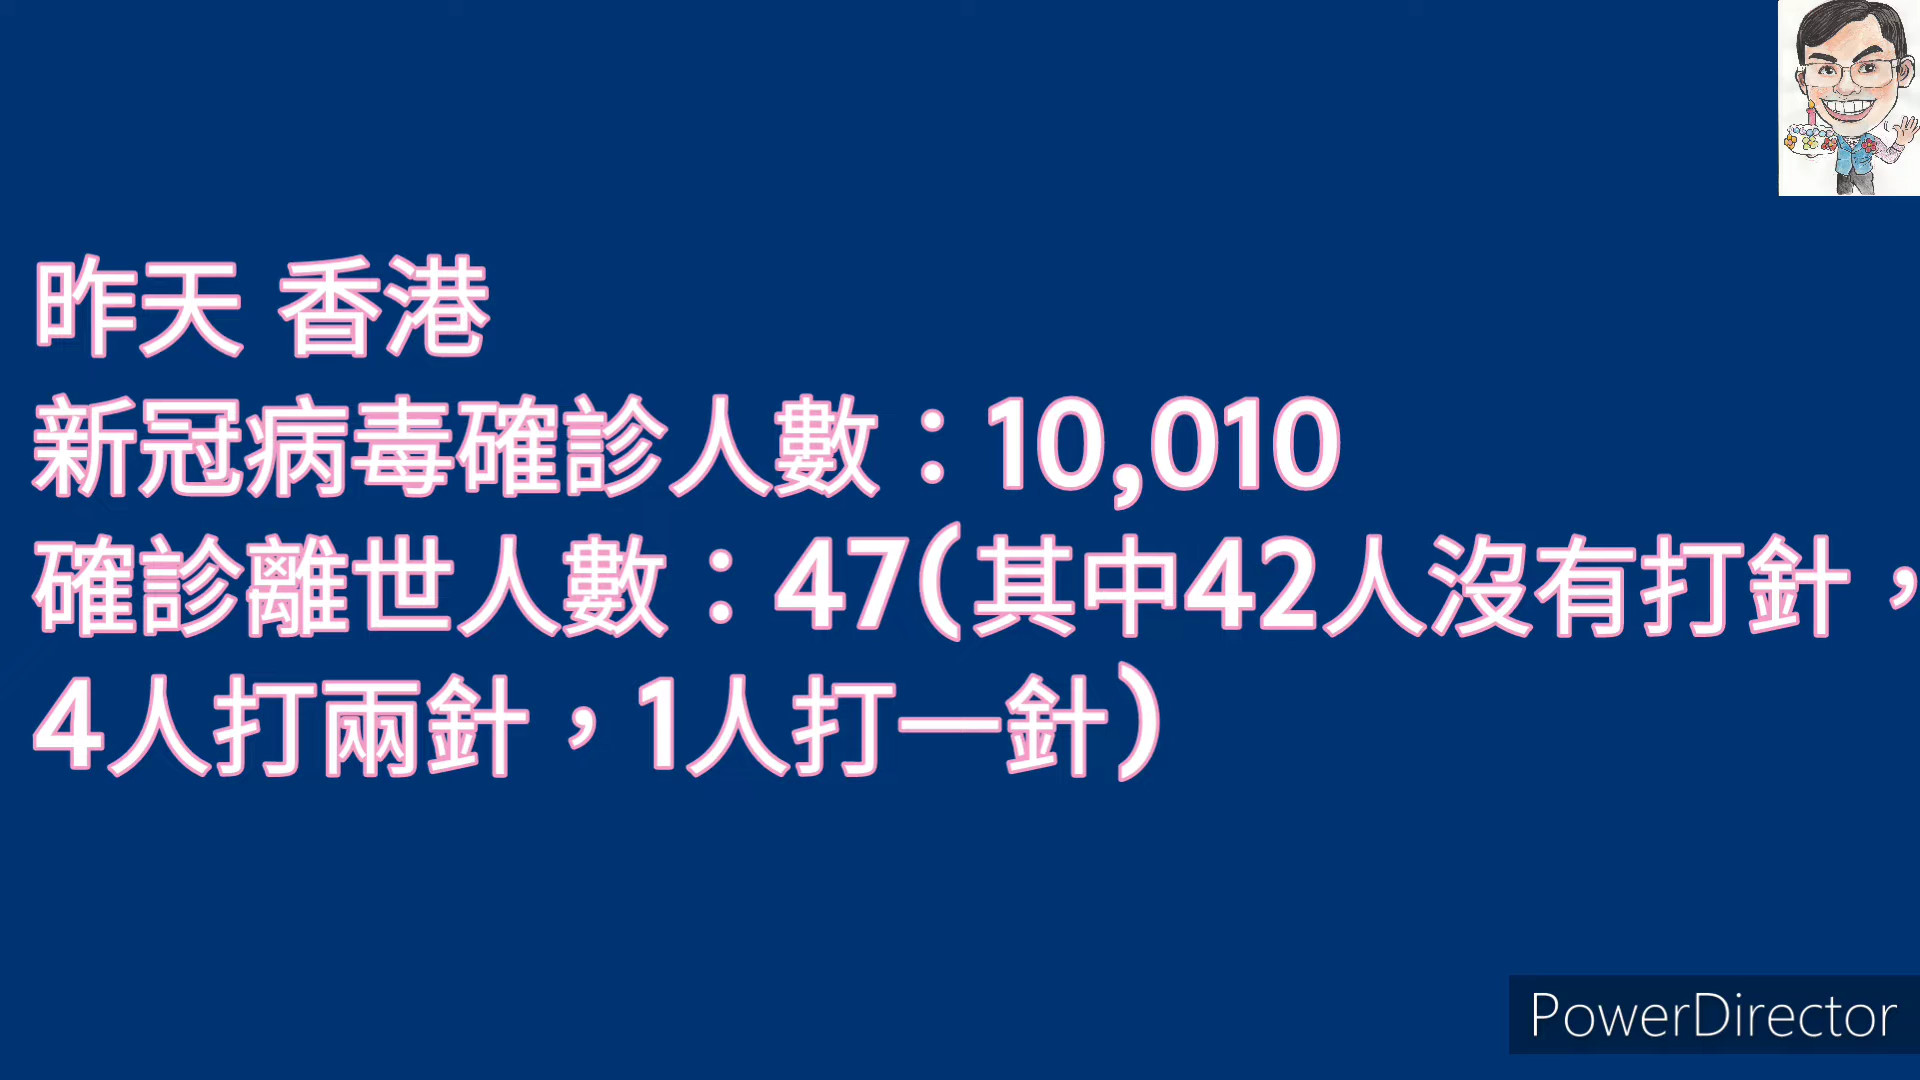 昨天 香港
新冠病毒確診人數：10,010
確診離世人數：47(其中42人沒有打針，
4人打兩針，1人打一針)
PowerDirector